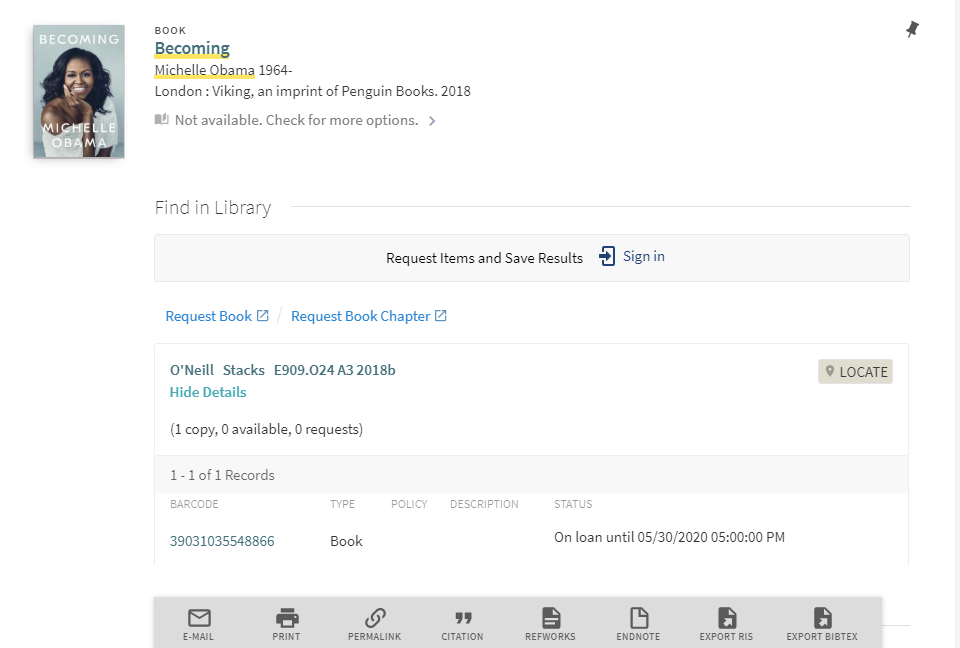 BECOMING
MICHELLE
OBAMA
BOOK
Becoming
Michelle Obama 1964-
London : Viking, an imprint of Penguin Books. 2018
Not available. Check for more options.
Find in Library
Request Items and Save Results Sign in
Request Book / Request Book Chapter
O'Neill Stacks E909.O24 A3 2018b LOCATE
Hide Details
(1 copy, 0 available, 0 requests)
1 - 1 of 1 Records
BARCODE TYPE POLICY DESCRIPTION STATUS
39031035548866 Book On loan until 05/30/2020 05:00:00 PM
E-MAIL PRINT PERMALINK CITATION REFWORKS ENDNOTE EXPORT RIS EXPORT BIBTEX